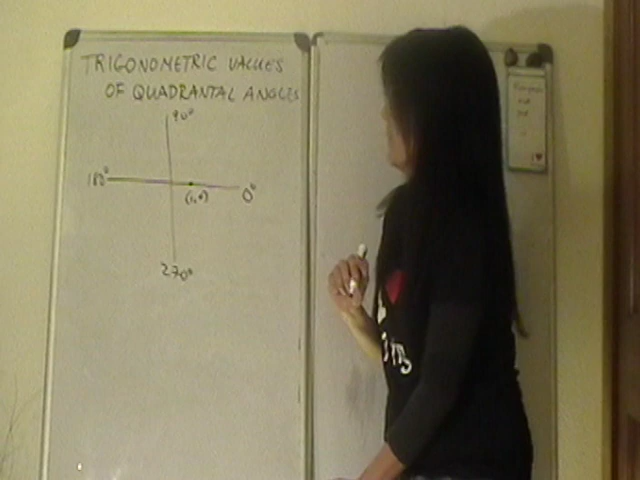 TRIGONOMETRIC VALUES
OF QUADRANTAL ANGLES
90°
180°
(1,0)
0°
270°